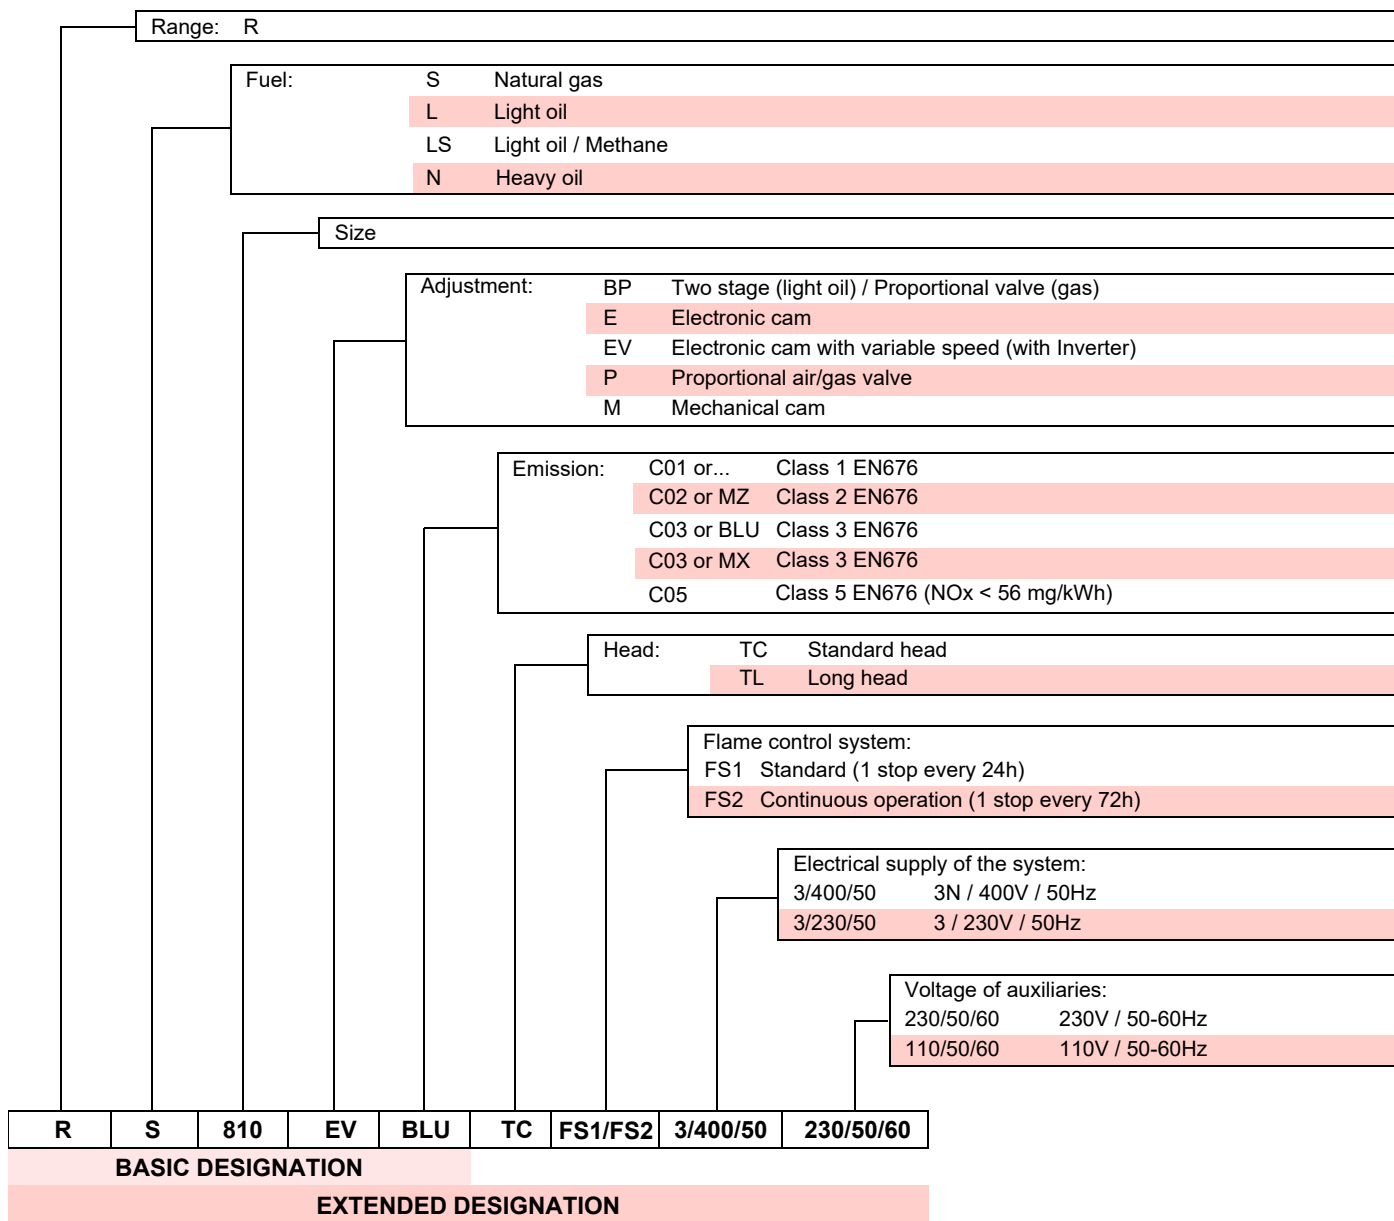 Range: R
Fuel: S Natural gas
L Light oil
LS Light oil / Methane
N Heavy oil
Size
Adjustment: BP Two stage (light oil) / Proportional valve (gas)
E Electronic cam
EV Electronic cam with variable speed (with Inverter)
P Proportional air/gas valve
M Mechanical cam
Emission: C01 or... Class 1 EN676
C02 or MZ Class 2 EN676
C03 or BLU Class 3 EN676
C03 or MX Class 3 EN676
C05 Class 5 EN676 (NOx < 56 mg/kWh)
Head: TC Standard head
TL Long head
Flame control system:
FS1 Standard (1 stop every 24h)
FS2 Continuous operation (1 stop every 72h)
Electrical supply of the system:
3/400/50 3N / 400V / 50Hz
3/230/50 3 / 230V / 50Hz
Voltage of auxiliaries:
230/50/60 230V / 50-60Hz
110/50/60 110V / 50-60Hz
R S 810 EV BLU TC FS1/FS2 3/400/50 230/50/60
BASIC DESIGNATION
EXTENDED DESIGNATION